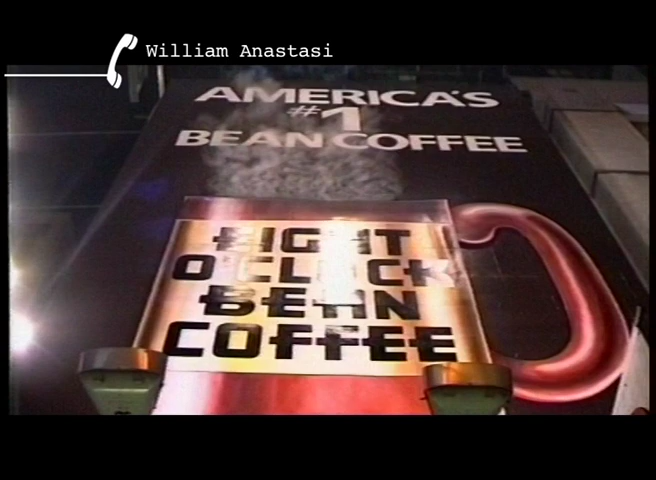 William Anastasi
AMERICA'S
#1
BEAN COFFEE
EIGHT
O'CLOCK
BEAN
COFFEE